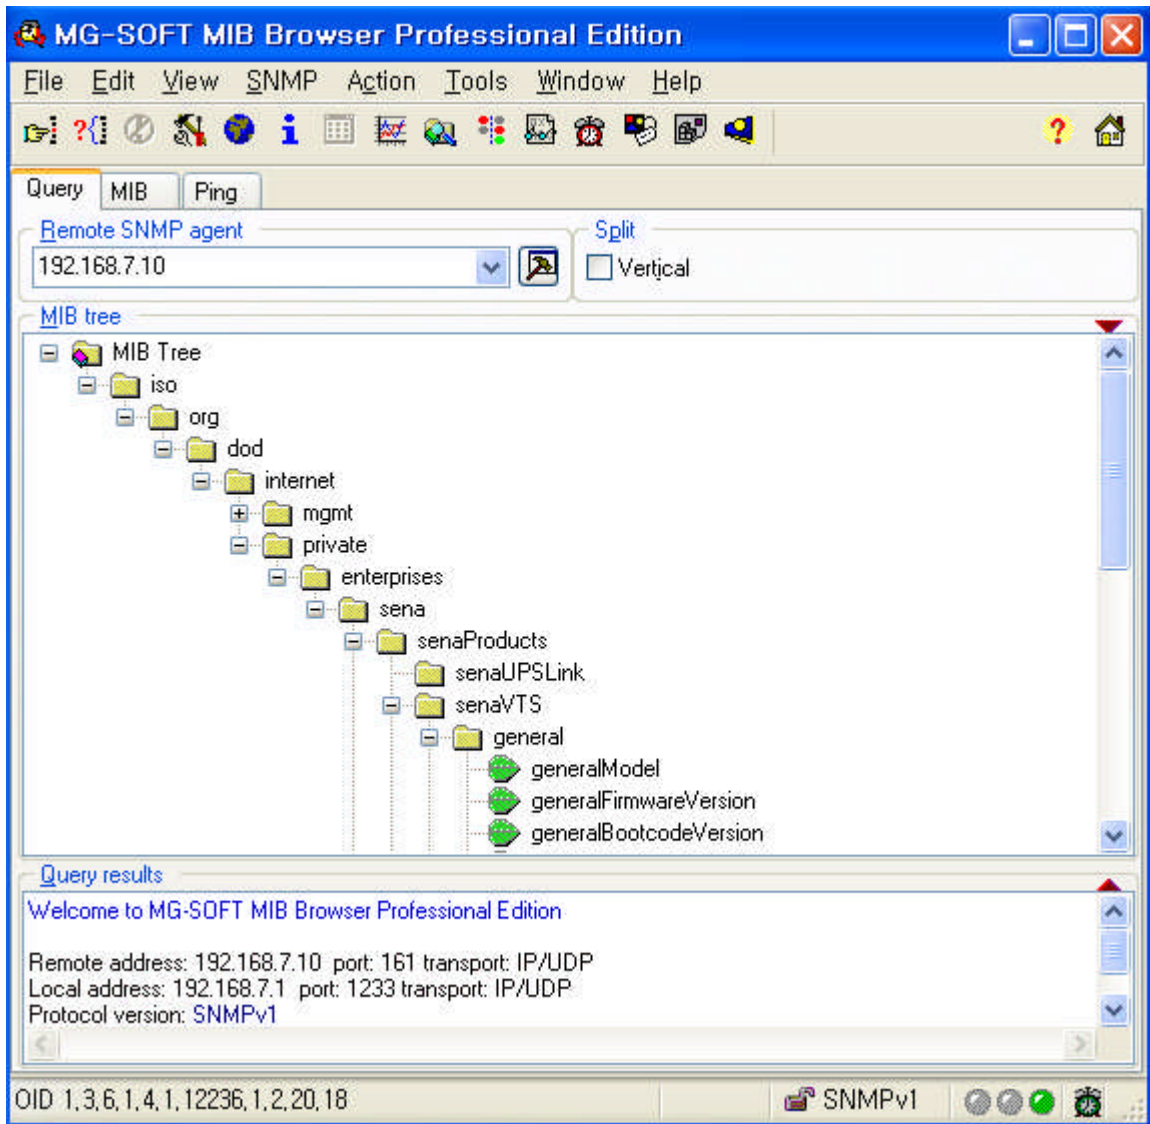 MG-SOFT MIB Browser Professional Edition
File Edit View SNMP Action Tools Window Help
Query MIB Ping
Remote SNMP agent
Split
192.168.7.10
Vertical
MIB tree
MIB Tree
iso
org
dod
internet
mgmt
private
enterprises
sena
senaProducts
senaUPSLink
senaVTS
general
generalModel
generalFirmwareVersion
generalBootcodeVersion
Query results
Welcome to MG-SOFT MIB Browser Professional Edition
Remote address: 192.168.7.10 port: 161 transport: IP/UDP
Local address: 192.168.7.1 port: 1233 transport: IP/UDP
Protocol version: SNMPv1
OID 1,3,6,1,4,1,12236,1,2,20,18 SNMPv1